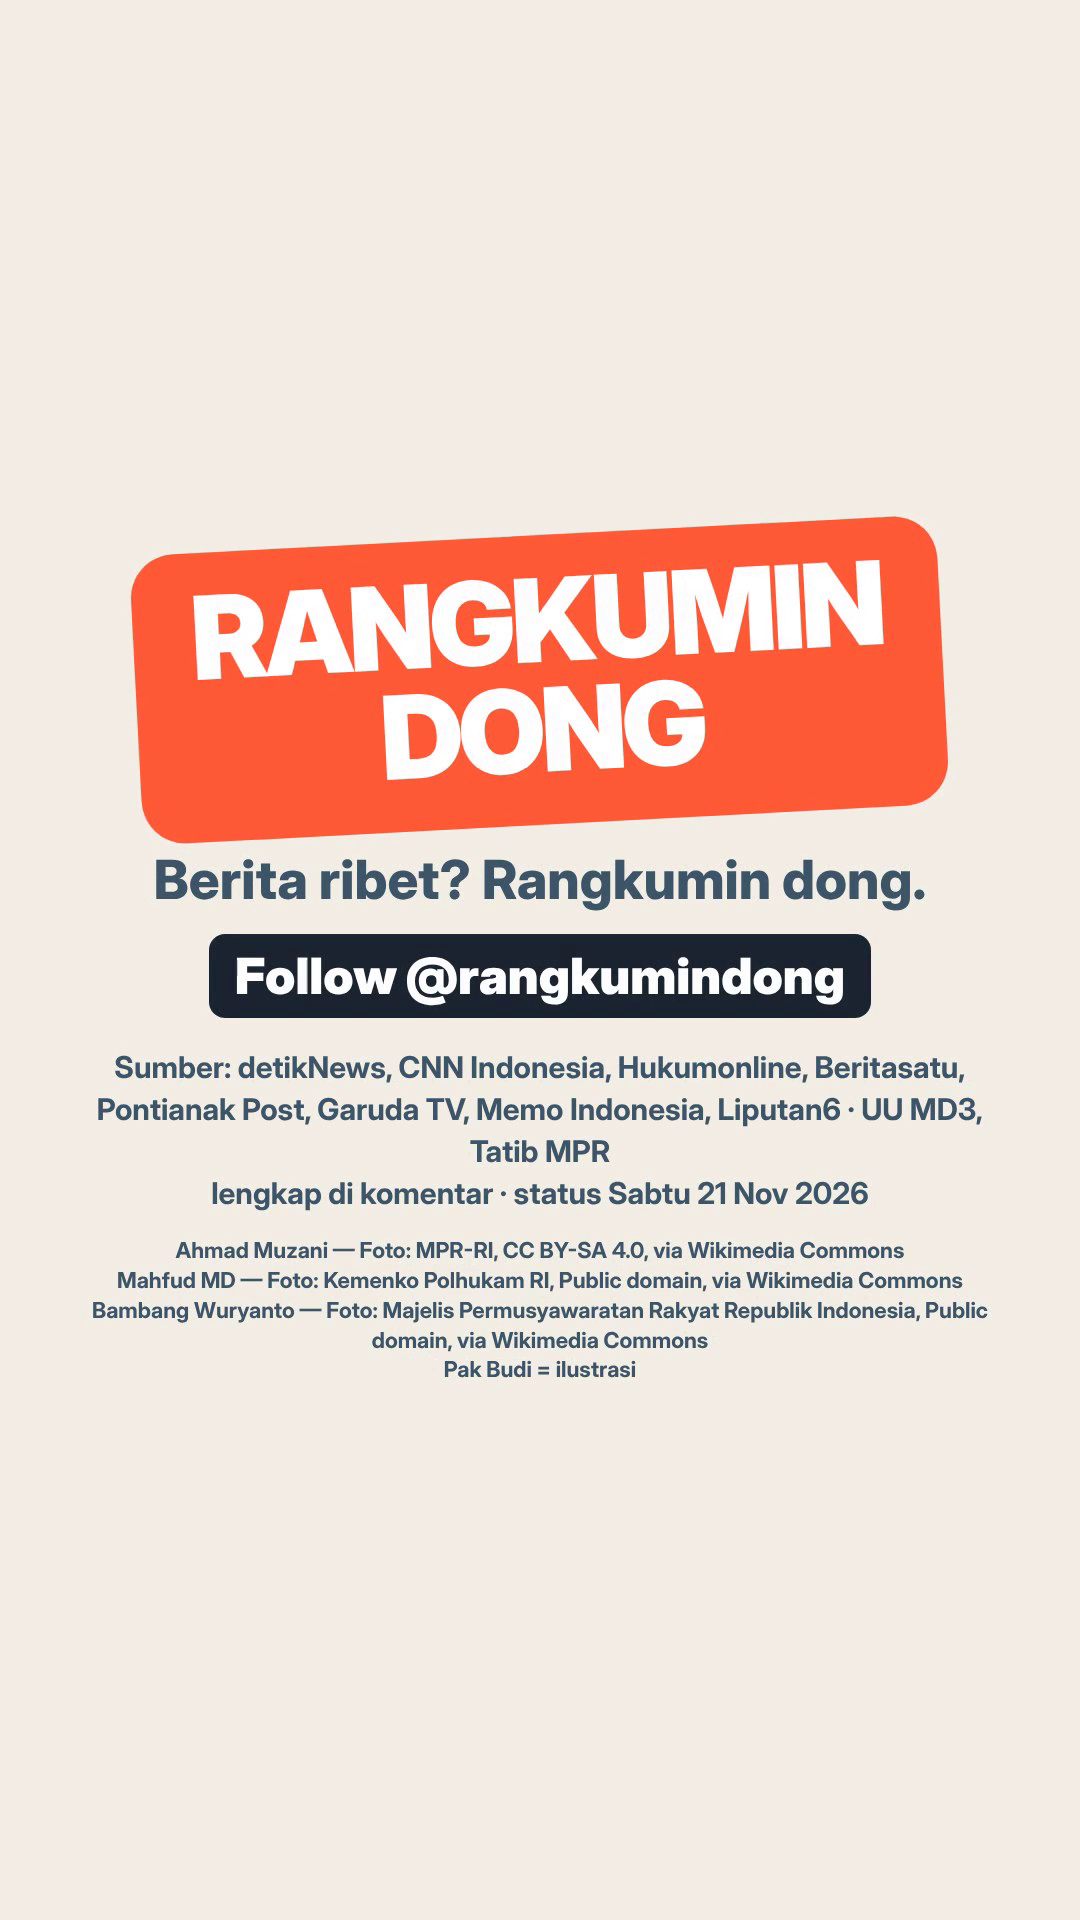 RANGKUMIN
DONG
Berita ribet? Rangkumin dong.
Follow @rangkumindong
Sumber: detikNews, CNN Indonesia, Hukumonline, Beritasatu,
Pontianak Post, Garuda TV, Memo Indonesia, Liputan6 · UU MD3,
Tatib MPR
lengkap di komentar · status Sabtu 21 Nov 2026
Ahmad Muzani — Foto: MPR-RI, CC BY-SA 4.0, via Wikimedia Commons
Mahfud MD — Foto: Kemenko Polhukam RI, Public domain, via Wikimedia Commons
Bambang Wuryanto — Foto: Majelis Permusyawaratan Rakyat Republik Indonesia, Public
domain, via Wikimedia Commons
Pak Budi = ilustrasi